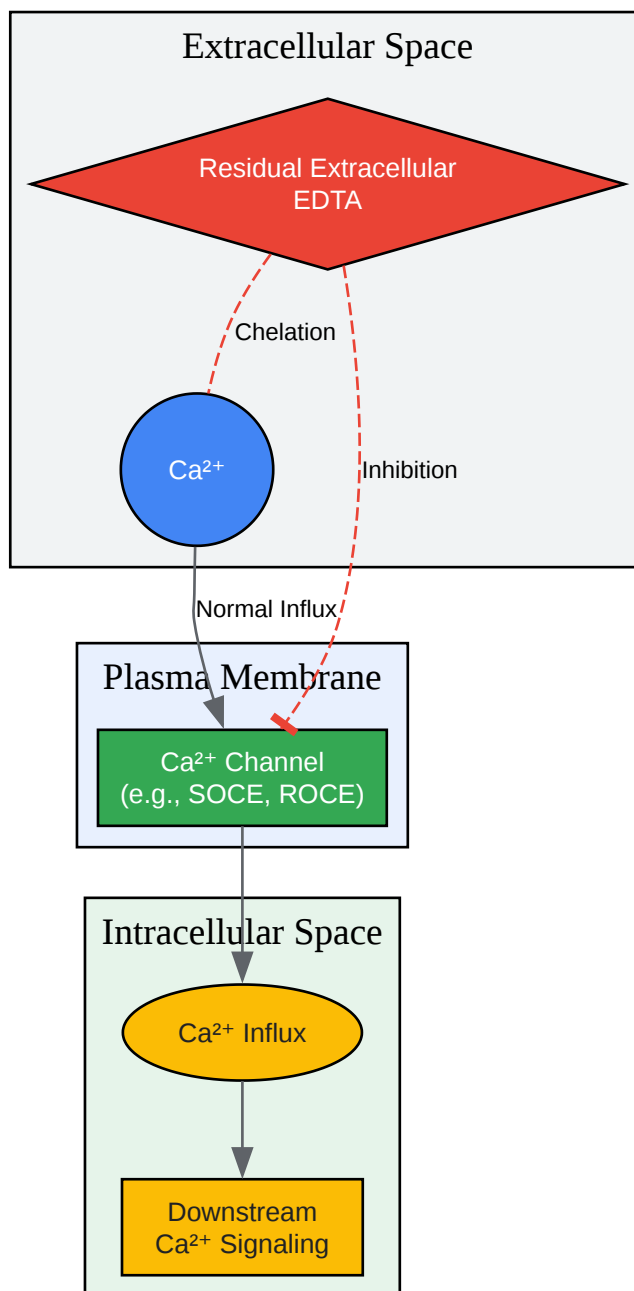 Extracellular Space
Residual Extracellular
EDTA
Chelation
Ca²⁺
Inhibition
Normal Influx
Plasma Membrane
Ca²⁺ Channel
(e.g., SOCE, ROCE)
Intracellular Space
Ca²⁺ Influx
Downstream
Ca²⁺ Signaling